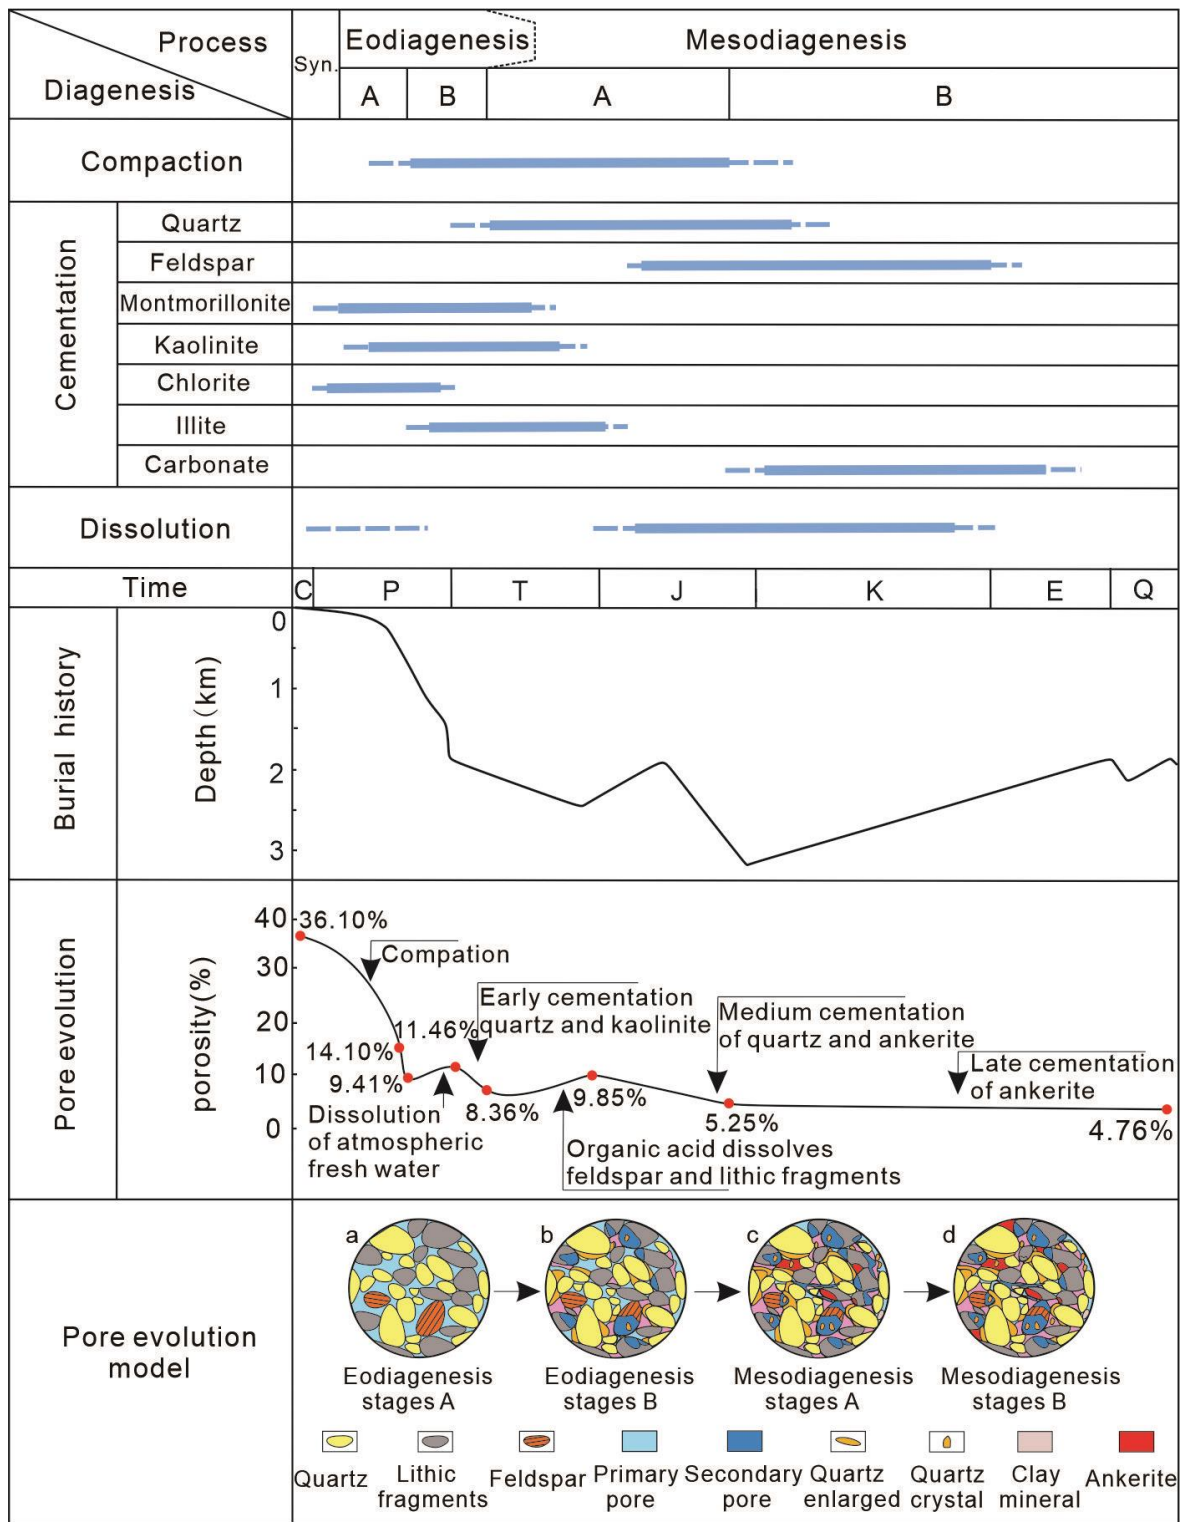 Process
Diagenesis
Syn.
Eodiagenesis
Mesodiagenesis
A
B
A
B
Compaction
Cementation
Quartz
Feldspar
Montmorillonite
Kaolinite
Chlorite
Illite
Carbonate
Dissolution
Time
C
P
T
J
K
E
Q
Burial history
Depth(km)
0
1
2
3
Pore evolution
porosity(%)
40
30
20
10
0
36.10%
Compation
14.10%
9.41%
11.46%
Dissolution
of atmospheric
fresh water
Early cementation
quartz and kaolinite
8.36%
9.85%
Organic acid dissolves
feldspar and lithic fragments
Medium cementation
of quartz and ankerite
5.25%
Late cementation
of ankerite
4.76%
Pore evolution
model
a
b
c
d
Eodiagenesis
stages A
Eodiagenesis
stages B
Mesodiagenesis
stages A
Mesodiagenesis
stages B
Quartz
Lithic
fragments
Feldspar
Primary
pore
Secondary
pore
Quartz
enlarged
Quartz
crystal
Clay
mineral
Ankerite